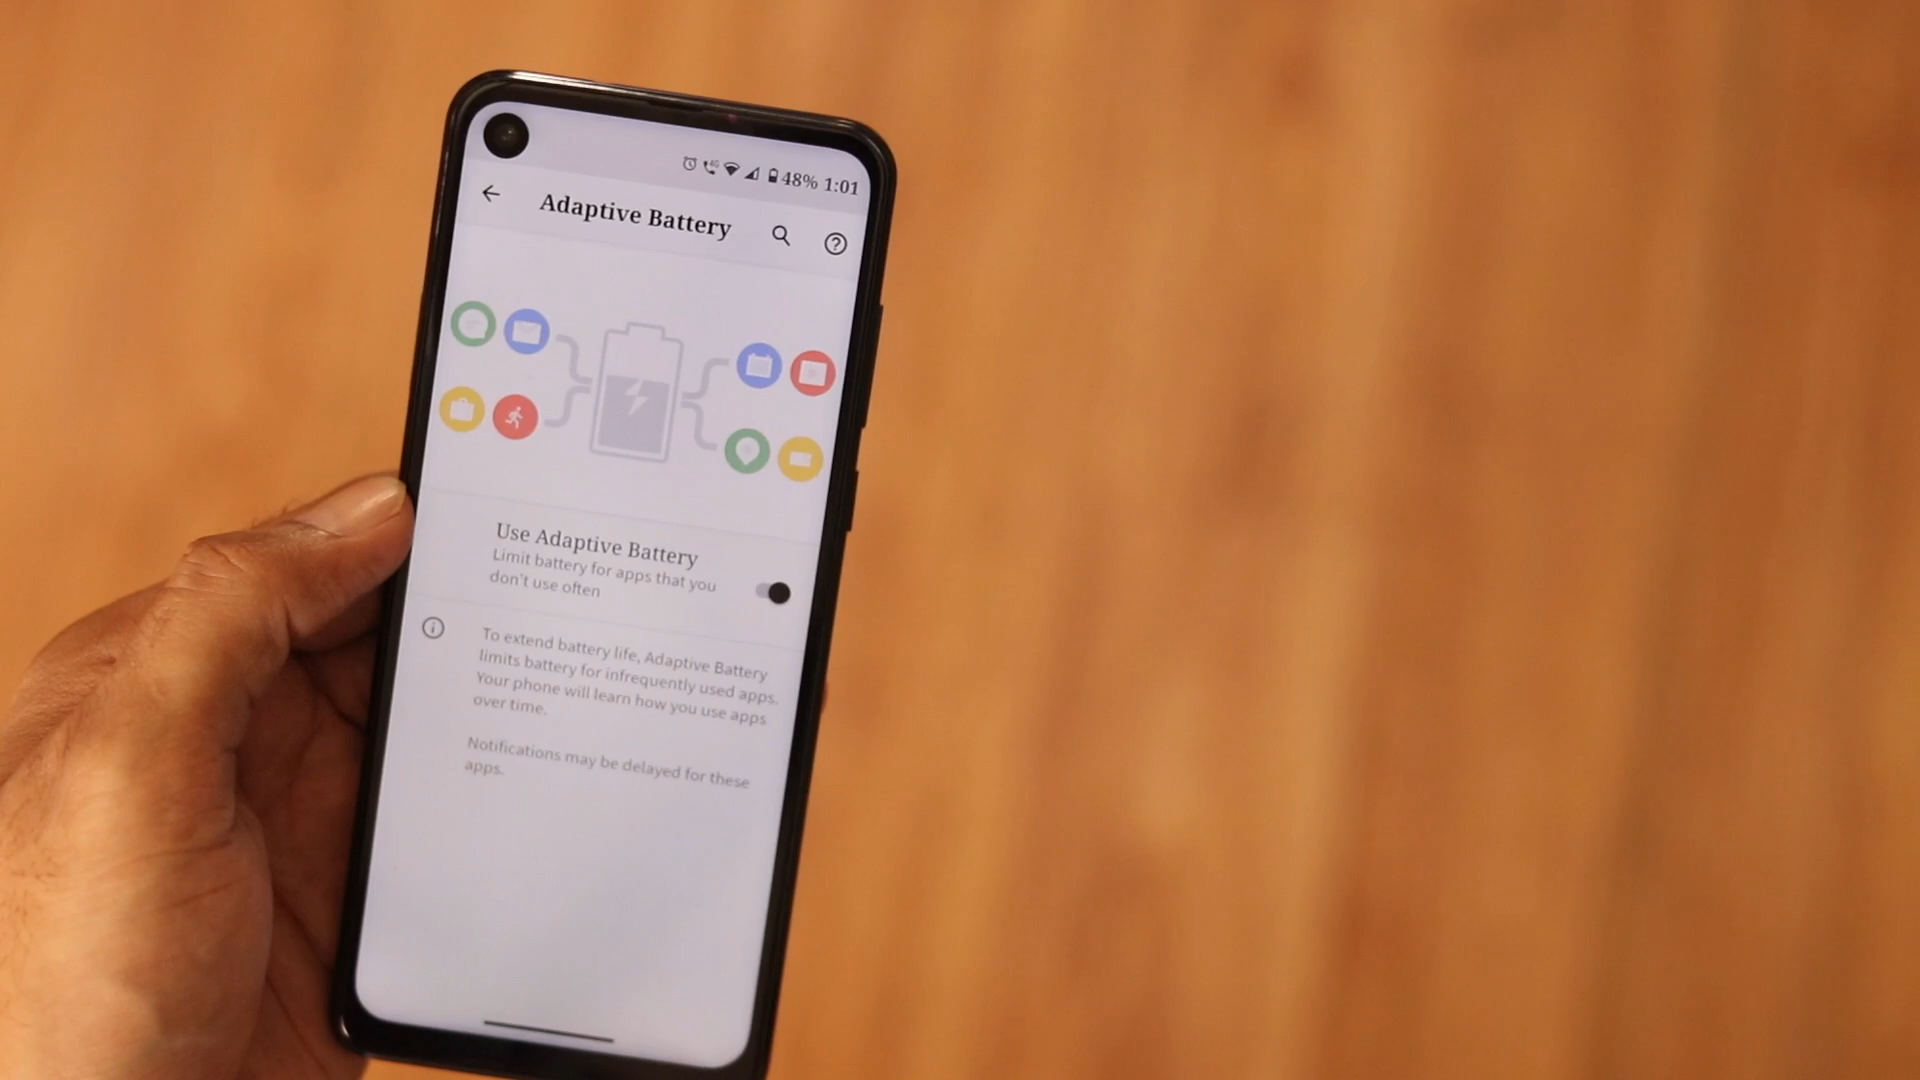 4G 48% 1:01
Adaptive Battery
Use Adaptive Battery
Limit battery for apps that you
don't use often
To extend battery life, Adaptive Battery
limits battery for infrequently used apps.
Your phone will learn how you use apps
over time.
Notifications may be delayed for these
apps.